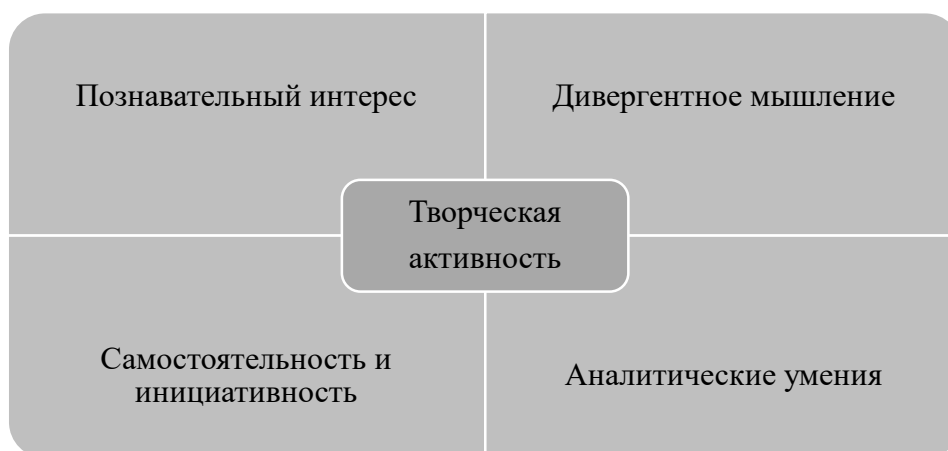 Познавательный интерес
Дивергентное мышление
Творческая
активность
Самостоятельность и
инициативность
Аналитические умения